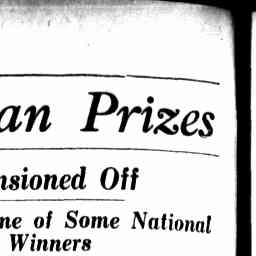 an Prizes
nsioned Off
ne of Some National
Winners